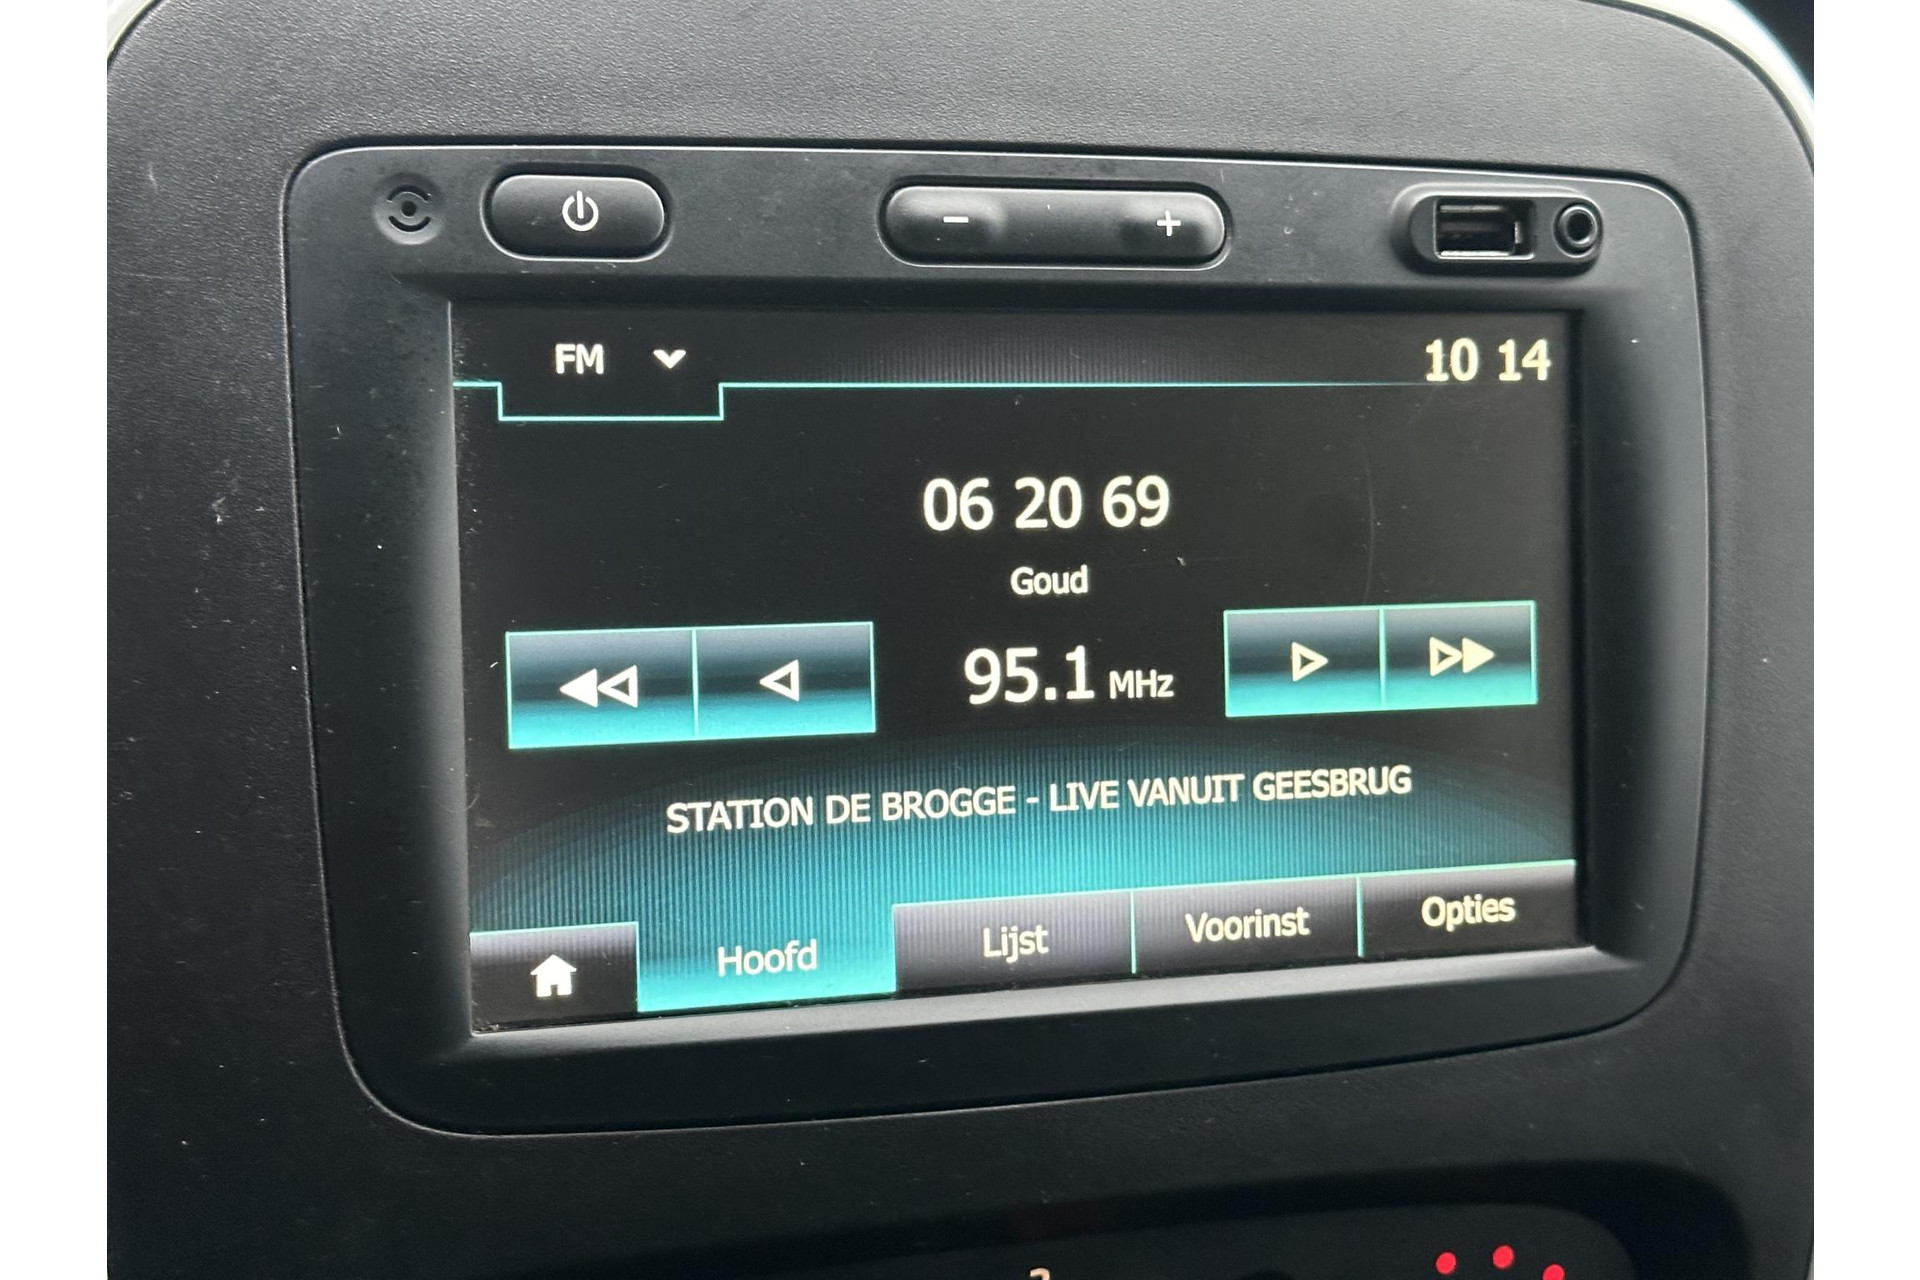 FM
10 14
06 20 69
Goud
95.1 MHz
STATION DE BROGGE - LIVE VANUIT GEESBRUG
Hoofd
Lijst
Voorinst
Opties